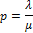 p = λ/μ